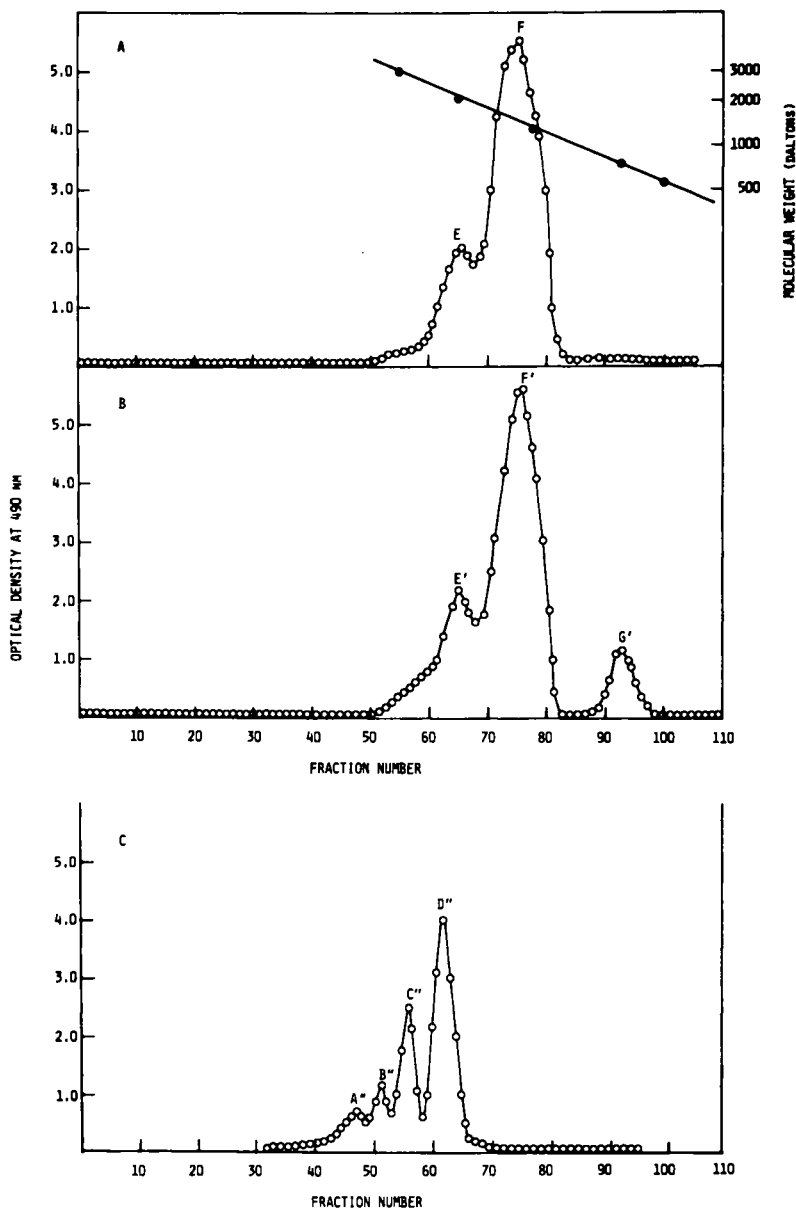 A
F
E
5.0
4.0
3.0
2.0
1.0
3000
2000
1000
500
MOLECULAR WEIGHT (DALTONS)
B
F'
E'
G'
5.0
4.0
3.0
2.0
1.0
OPTICAL DENSITY AT 490 NM
10 20 30 40 50 60 70 80 90 100 110
FRACTION NUMBER
C
D"
C"
B"
A"
5.0
4.0
3.0
2.0
1.0
10 20 30 40 50 60 70 80 90 100 110
FRACTION NUMBER